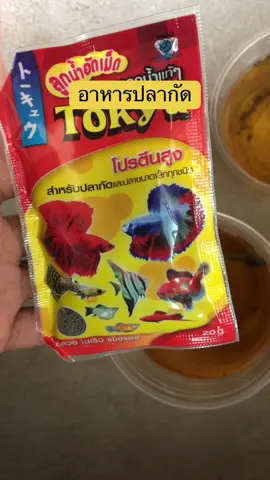 ลูกน้ำอัดเม็ด
อาหารปลากัด
トーキョウ
โปรตีนสูง
สำหรับปลากัดและปลาขนาดเล็กทุกชนิด
20 g